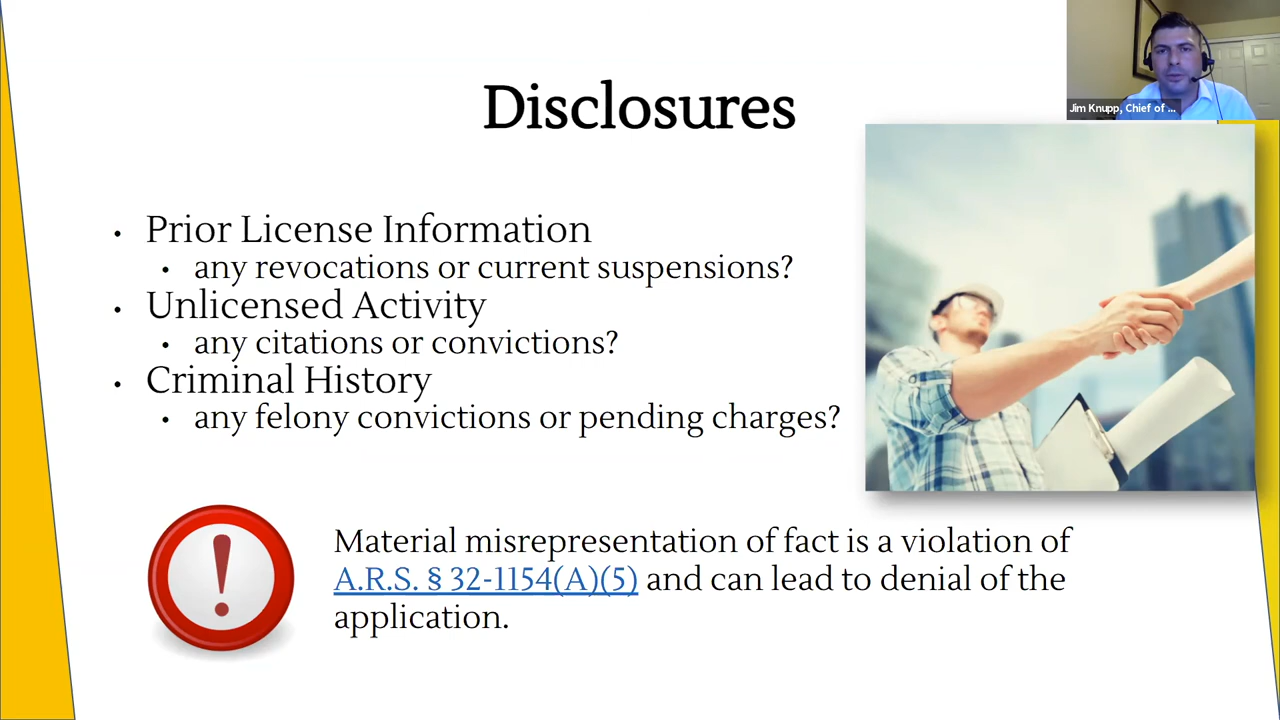 Disclosures
Jim Knupp, Chief of ...
• Prior License Information
• any revocations or current suspensions?
• Unlicensed Activity
• any citations or convictions?
• Criminal History
• any felony convictions or pending charges?
Material misrepresentation of fact is a violation of
A.R.S. § 32-1154(A)(5) and can lead to denial of the
application.